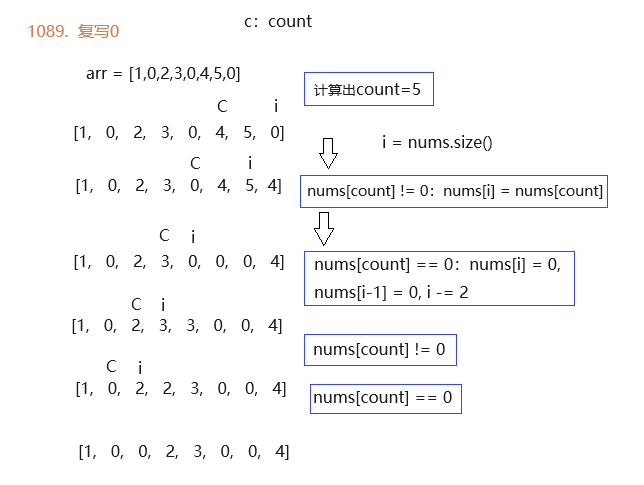 c：count
1089. 复写0
arr = [1,0,2,3,0,4,5,0]
计算出count=5
C i
[1, 0, 2, 3, 0, 4, 5, 0]
i = nums.size()
C i
[1, 0, 2, 3, 0, 4, 5, 4]
nums[count] != 0：nums[i] = nums[count]
C i
[1, 0, 2, 3, 0, 0, 0, 4]
nums[count] == 0：nums[i] = 0,
nums[i-1] = 0, i -= 2
C i
[1, 0, 2, 3, 3, 0, 0, 4]
nums[count] != 0
C i
[1, 0, 2, 2, 3, 0, 0, 4]
nums[count] == 0
[1, 0, 0, 2, 3, 0, 0, 4]